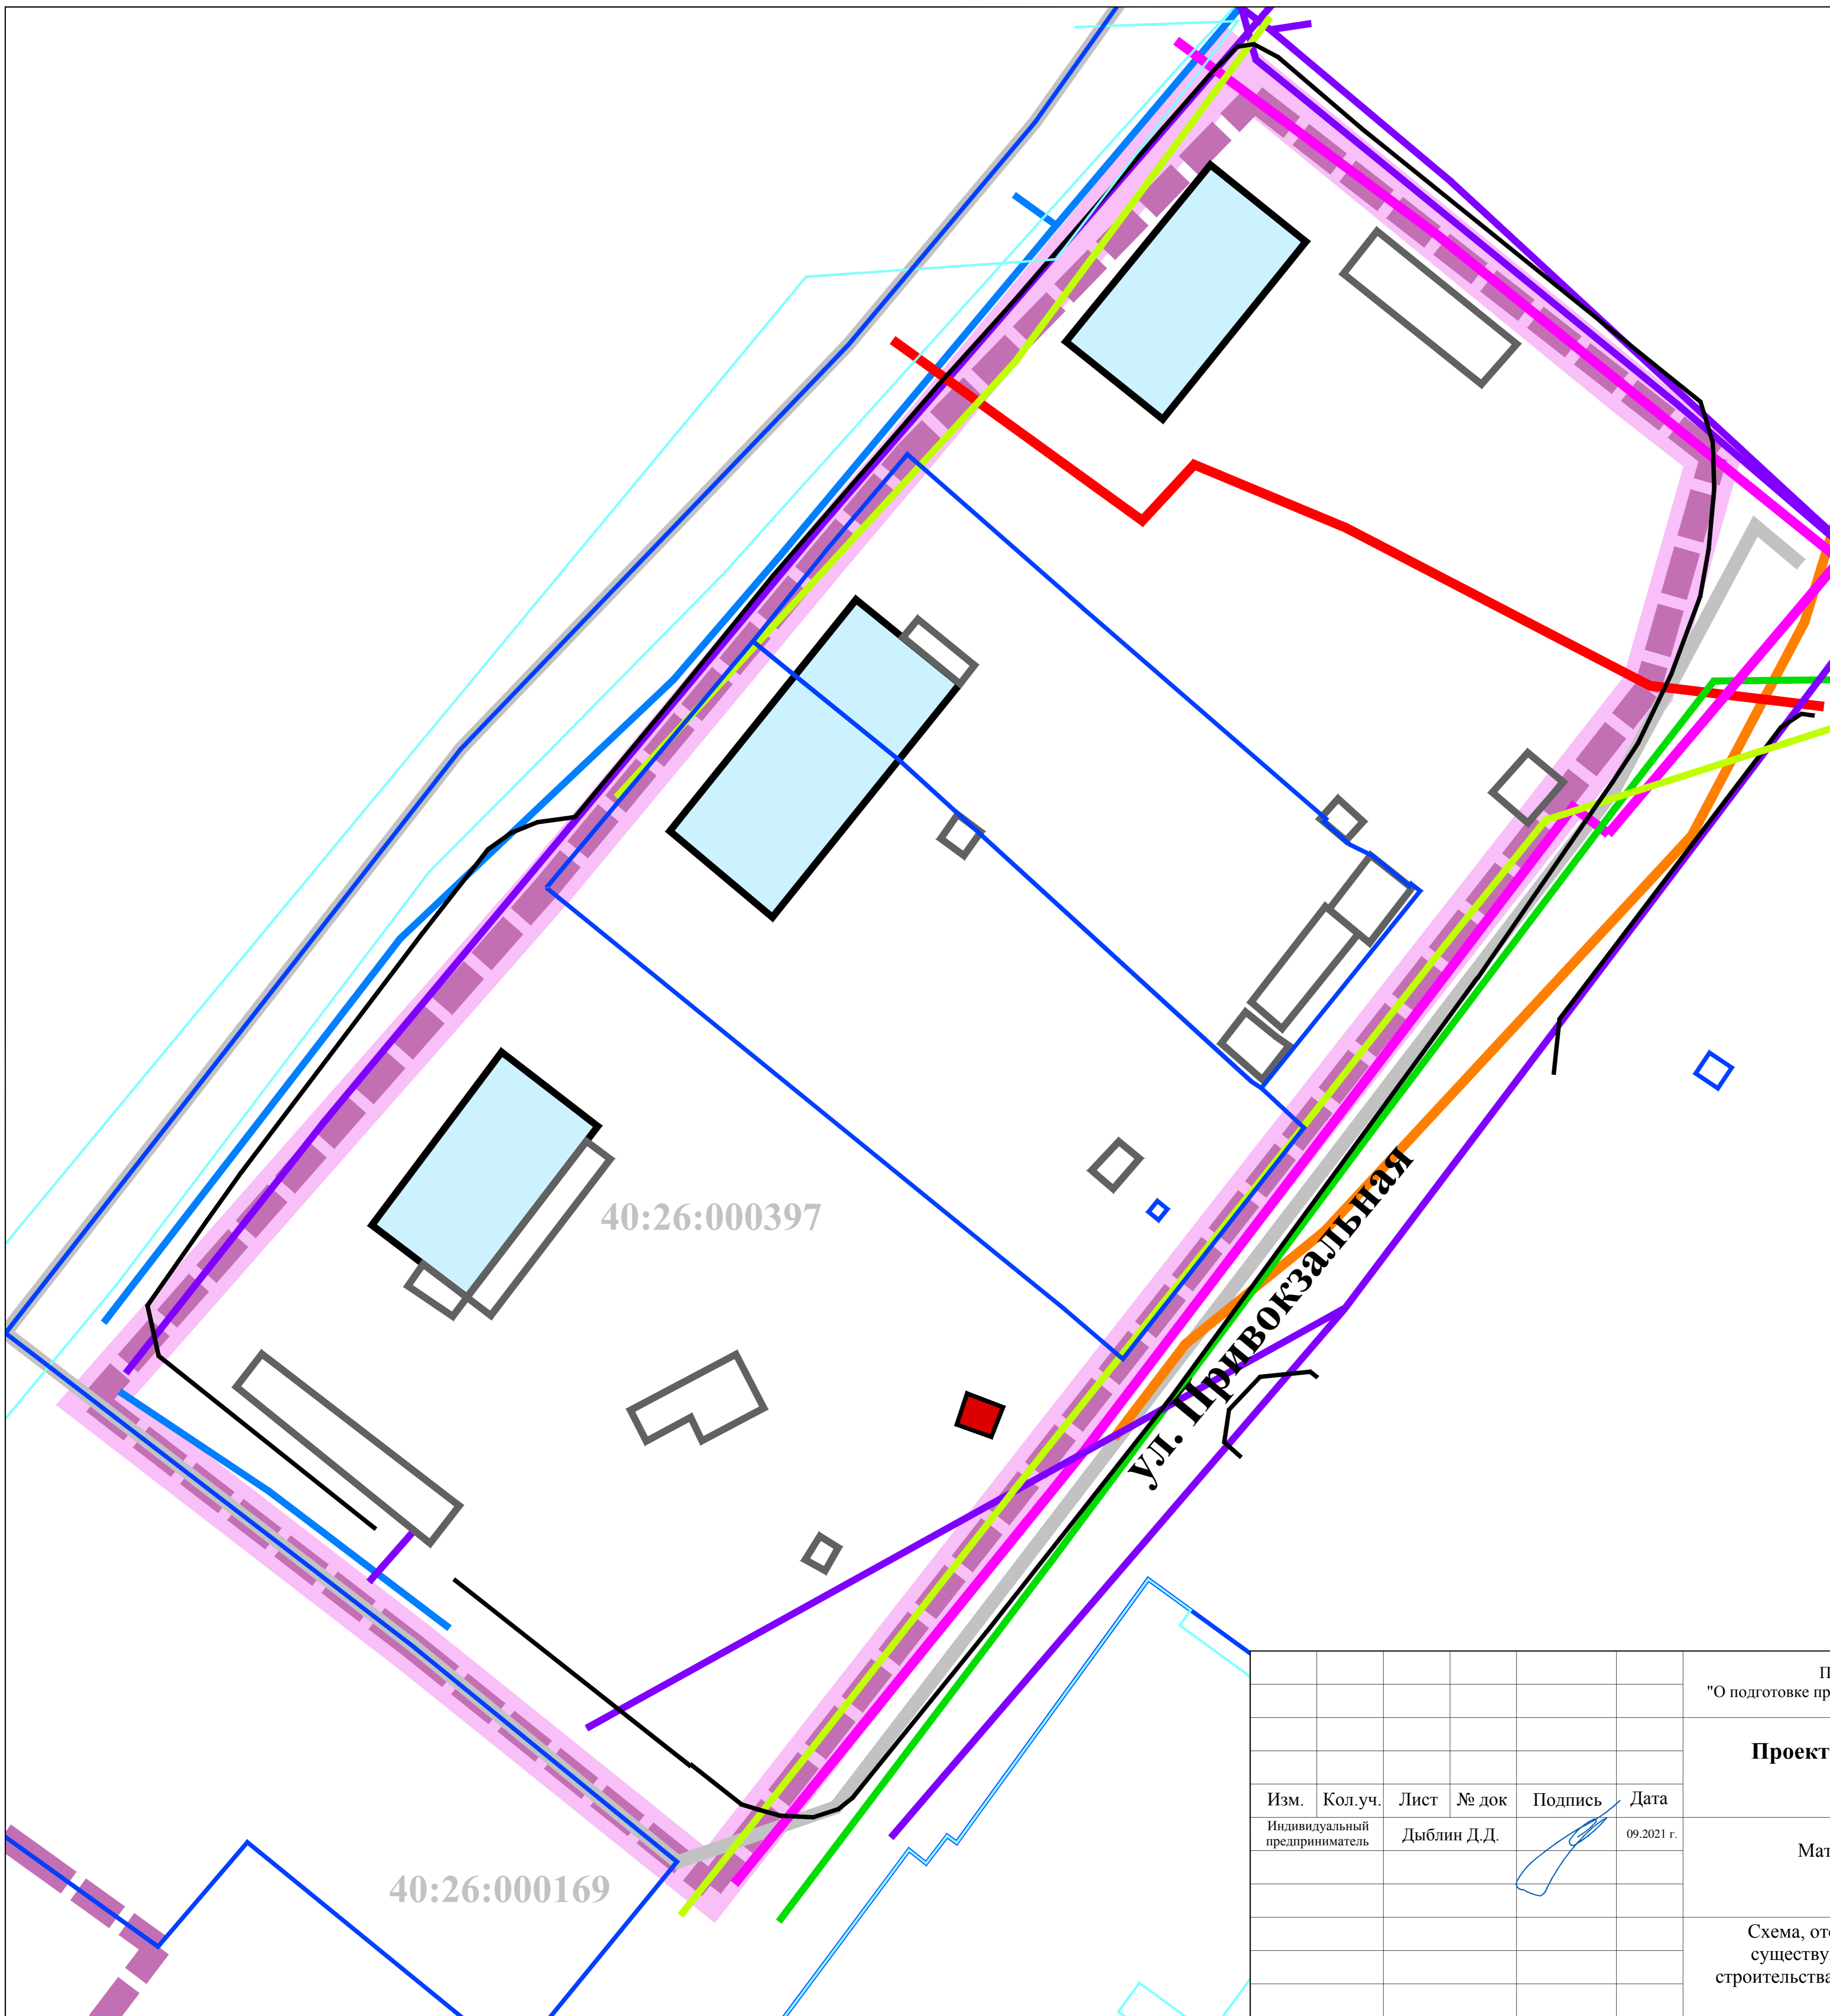 40:26:000397
ул. Привокзальная
40:26:000169
П
"О подготовке пр
Проект
Изм. Кол.уч. Лист № док Подпись Дата
Индивидуальный
предприниматель
Дыблин Д.Д.
09.2021 г.
Мат
Схема, ото
существу
строительства